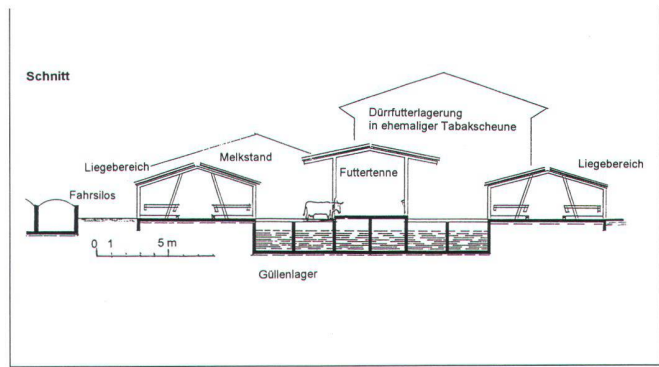 Schnitt
Dürrfutterlagerung
in ehemaliger Tabakscheune
Liegebereich
Melkstand
Futtertenne
Liegebereich
Fahrsilos
0 1 5 m
Güllenlager